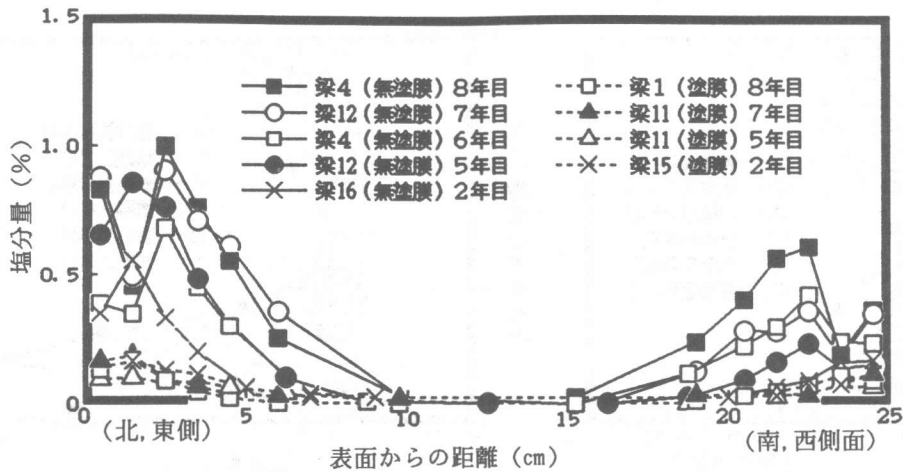 1.5
1.0
0.5
0
塩分量 (%)
梁4 (無塗膜) 8年目
梁12 (無塗膜) 7年目
梁4 (無塗膜) 6年目
梁12 (無塗膜) 5年目
梁16 (無塗膜) 2年目
梁1 (塗膜) 8年目
梁11 (塗膜) 7年目
梁11 (塗膜) 5年目
梁15 (塗膜) 2年目
0 5 10 15 20 25
(北, 東側) (南, 西側面)
表面からの距離 (cm)